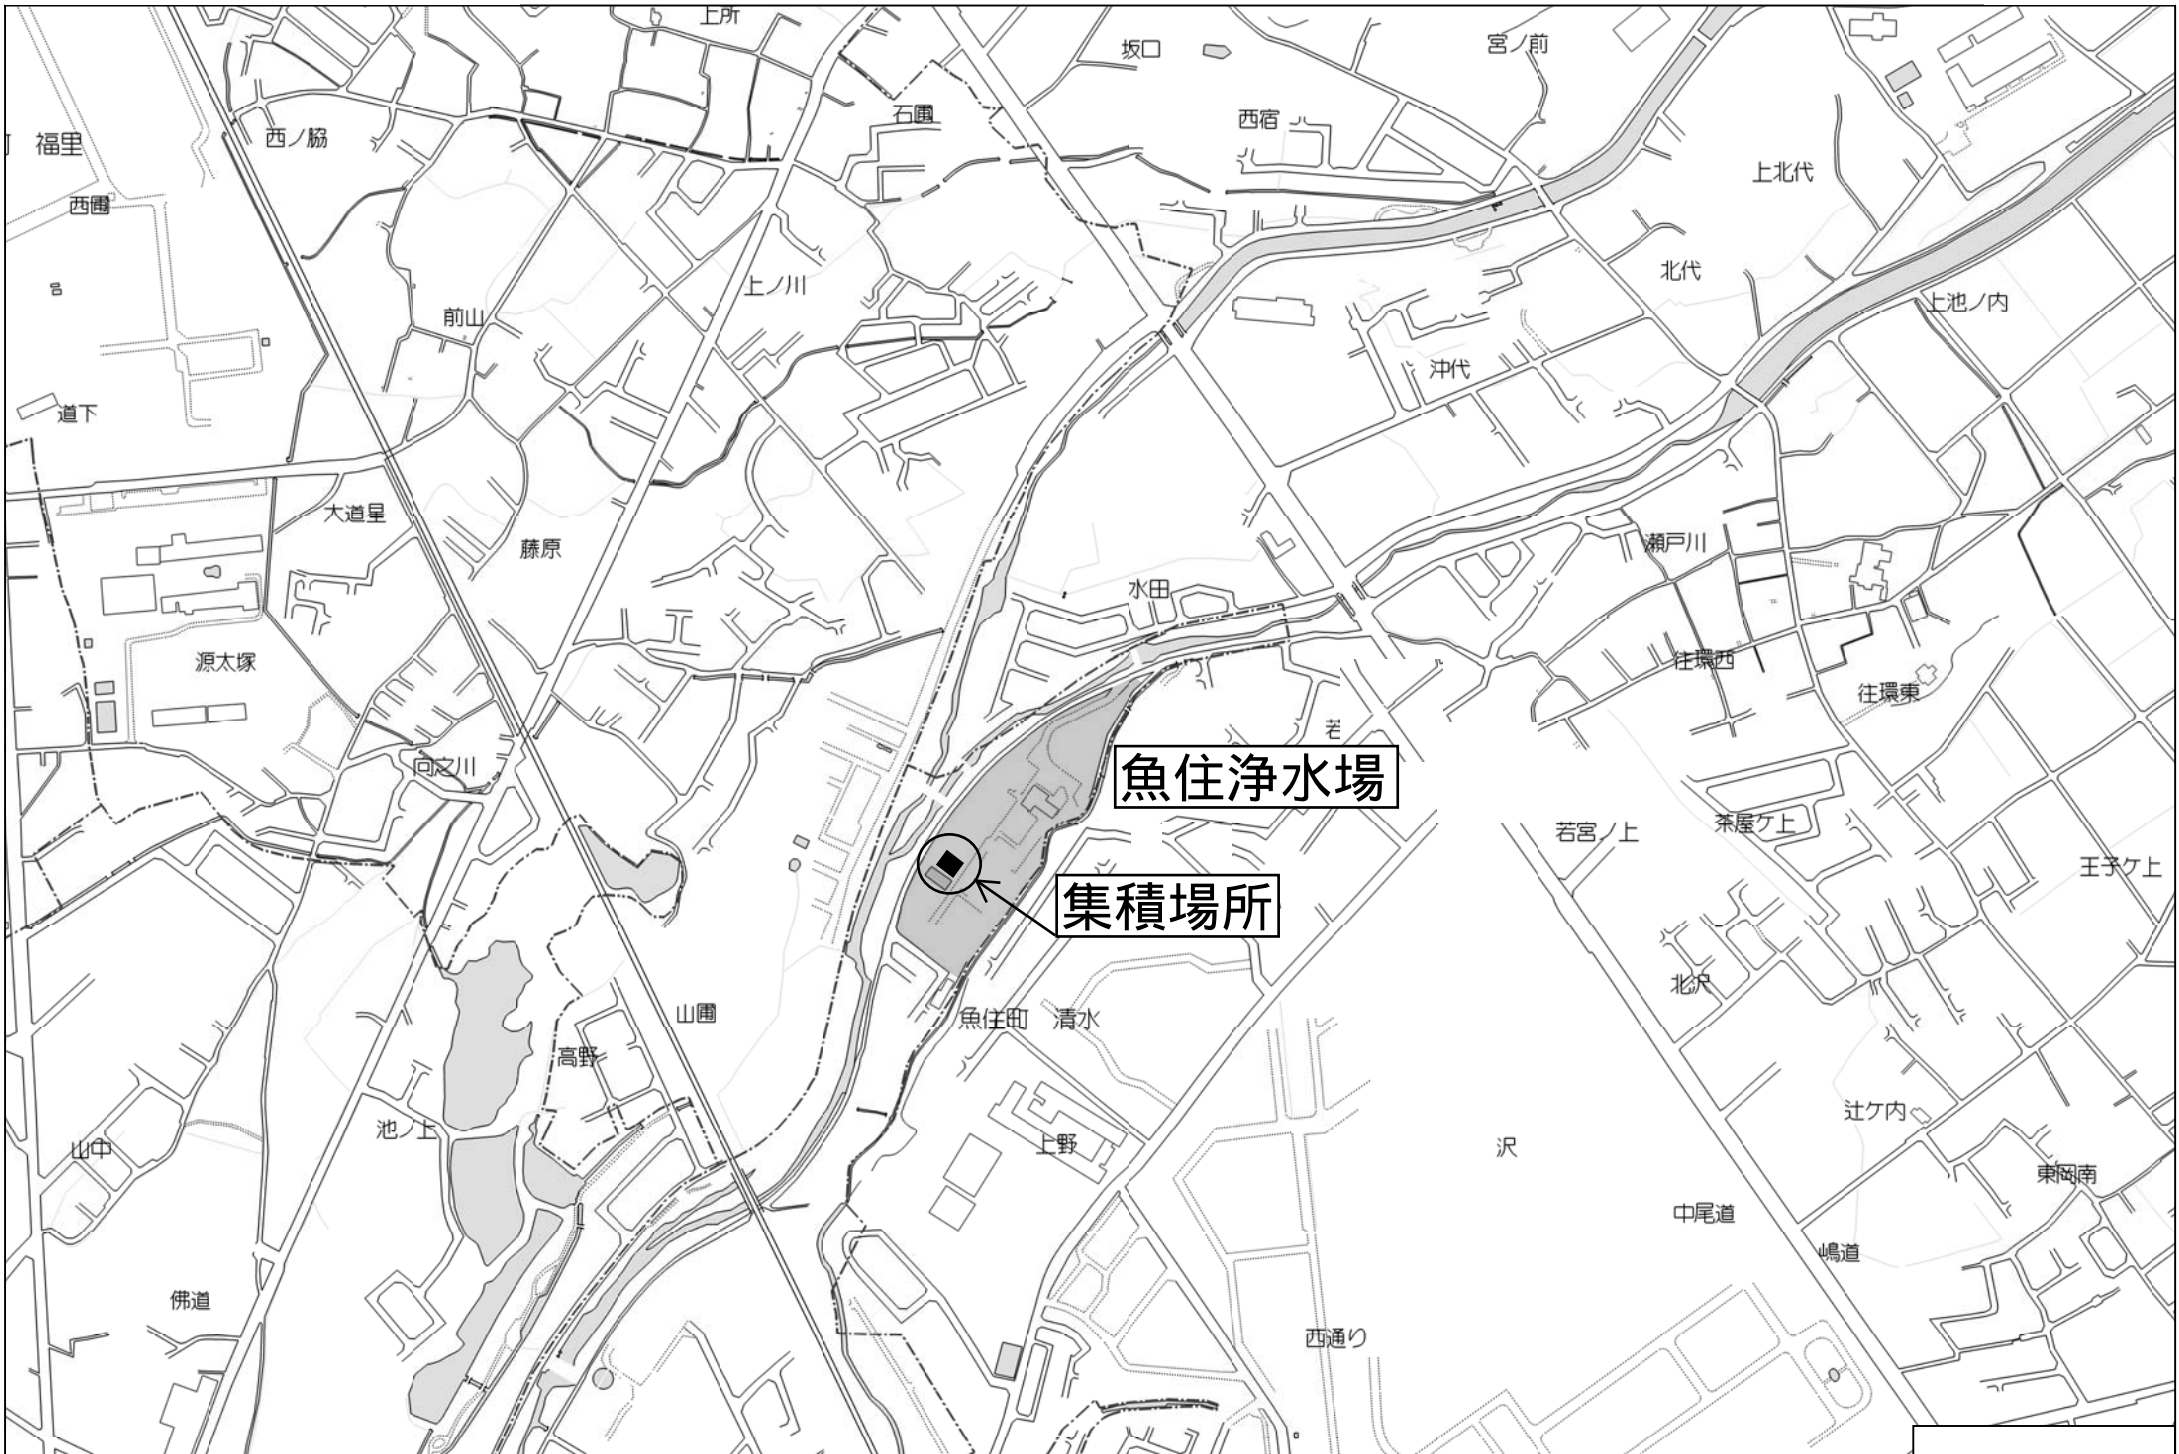 上所
坂口
宮ノ前
石圃
西宿
福里
西ノ脇
上北代
西圃
北代
上ノ川
上池ノ内
前山
沖代
道下
大道星
藤原
瀬戸川
水田
源太塚
往環西
往環東
若
向之川
魚住浄水場
茶屋ケ上
若宮ノ上
王子ケ上
集積場所
北沢
山圃
魚住町 清水
高野
辻ケ内
池ノ上
山中
上野
沢
東岡南
中尾道
嶋道
佛道
西通り